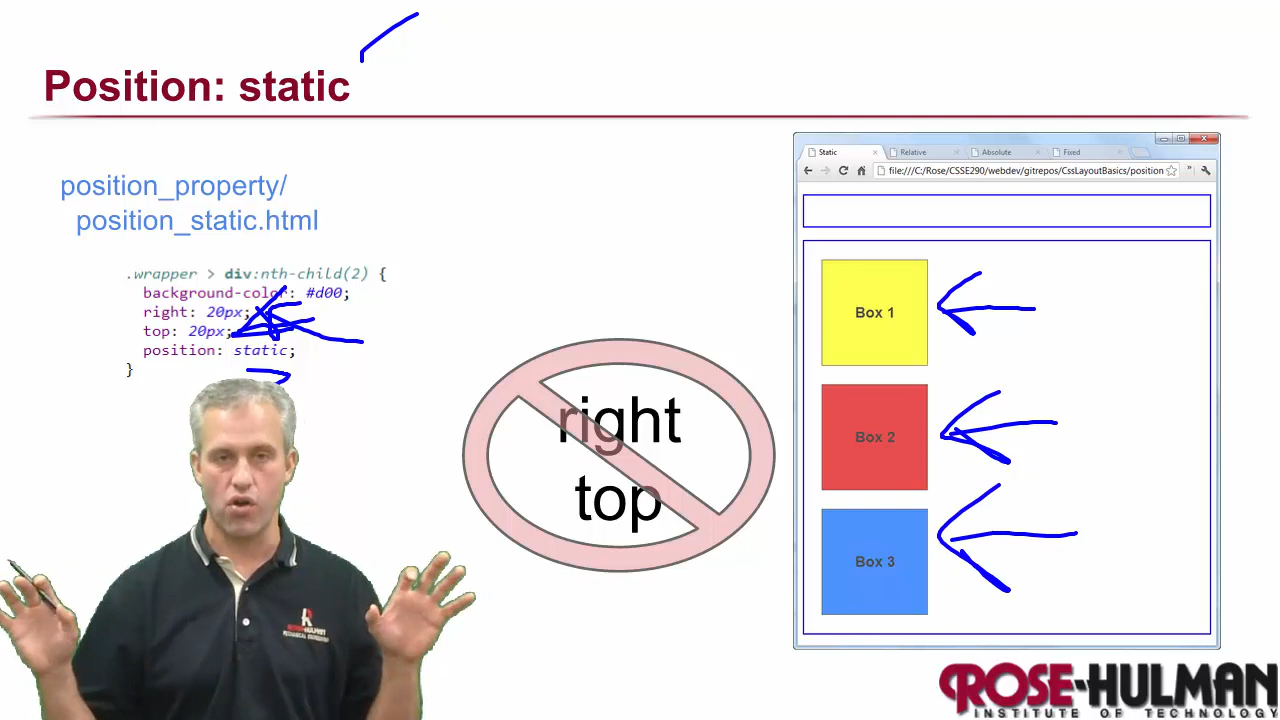 Position: static
position_property/
position_static.html
.wrapper > div:nth-child(2) {
background-color: #d00;
right: 20px;
top: 20px;
position: static;
}
right
top
Static
Relative
Absolute
Fixed
file:///C:/Rose/CSSE290/webdev/gitrepos/CssLayoutBasics/position
Box 1
Box 2
Box 3
ROSE-HULMAN
ROSE-HULMAN
INSTITUTE OF TECHNOLOGY